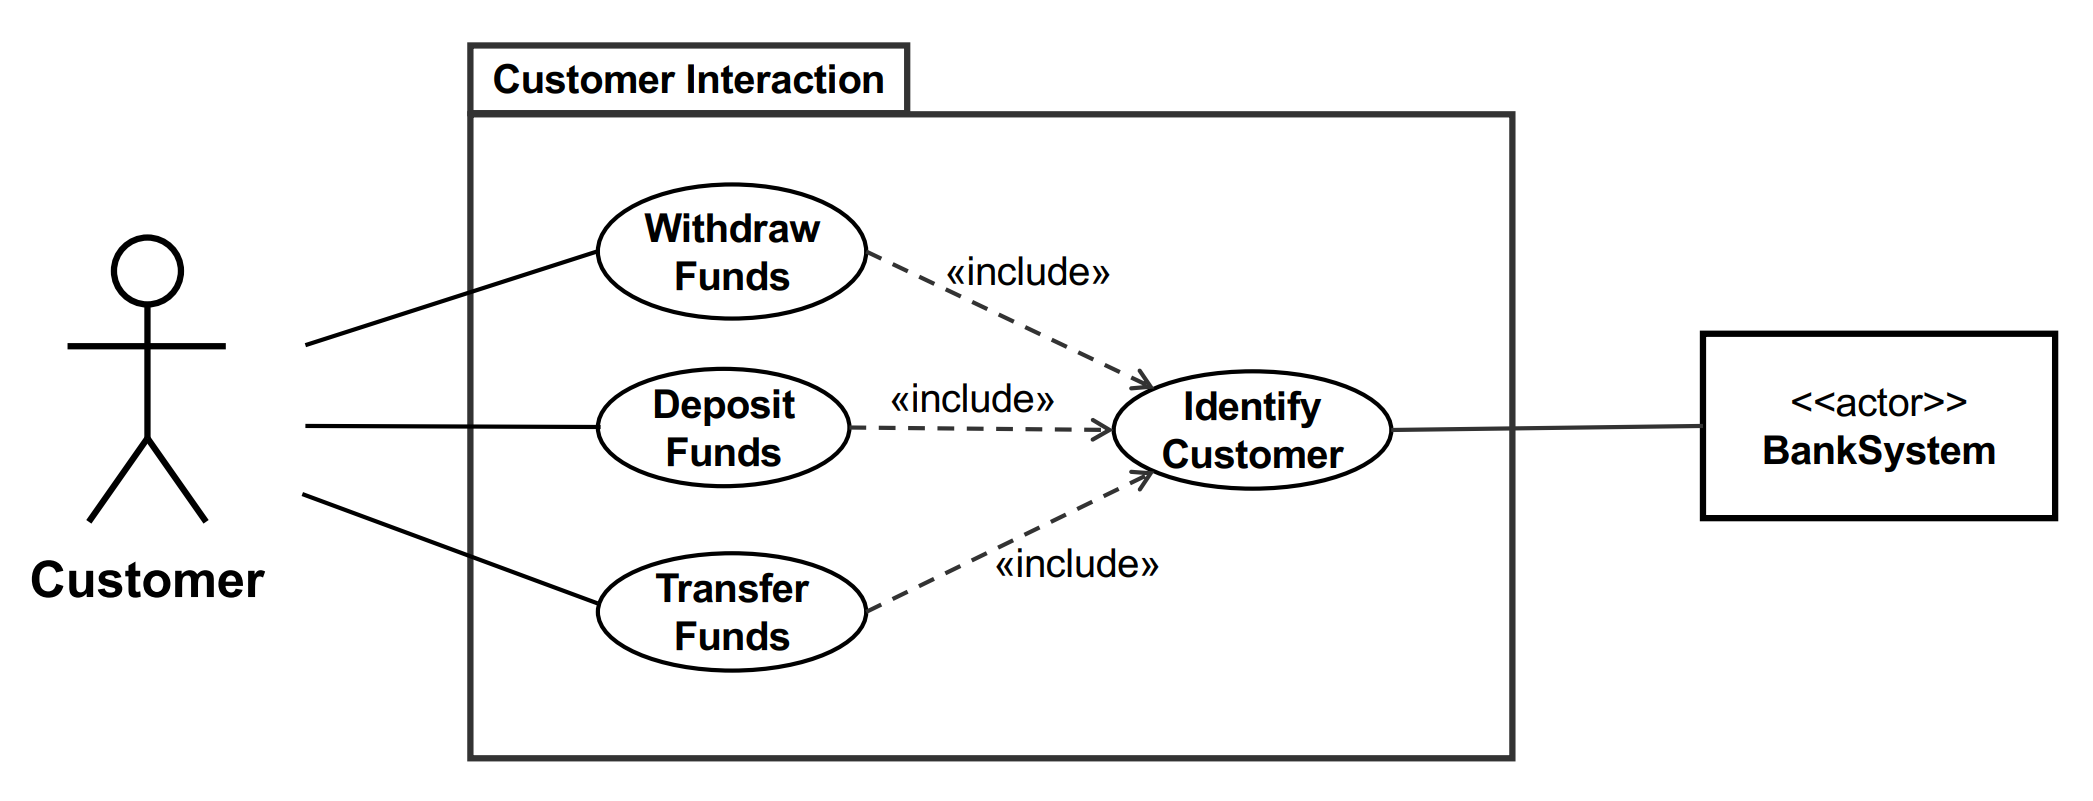 Customer Interaction
Withdraw
Funds
«include»
Deposit
Funds
«include»
Identify
Customer
<<actor>>
BankSystem
Transfer
Funds
«include»
Customer